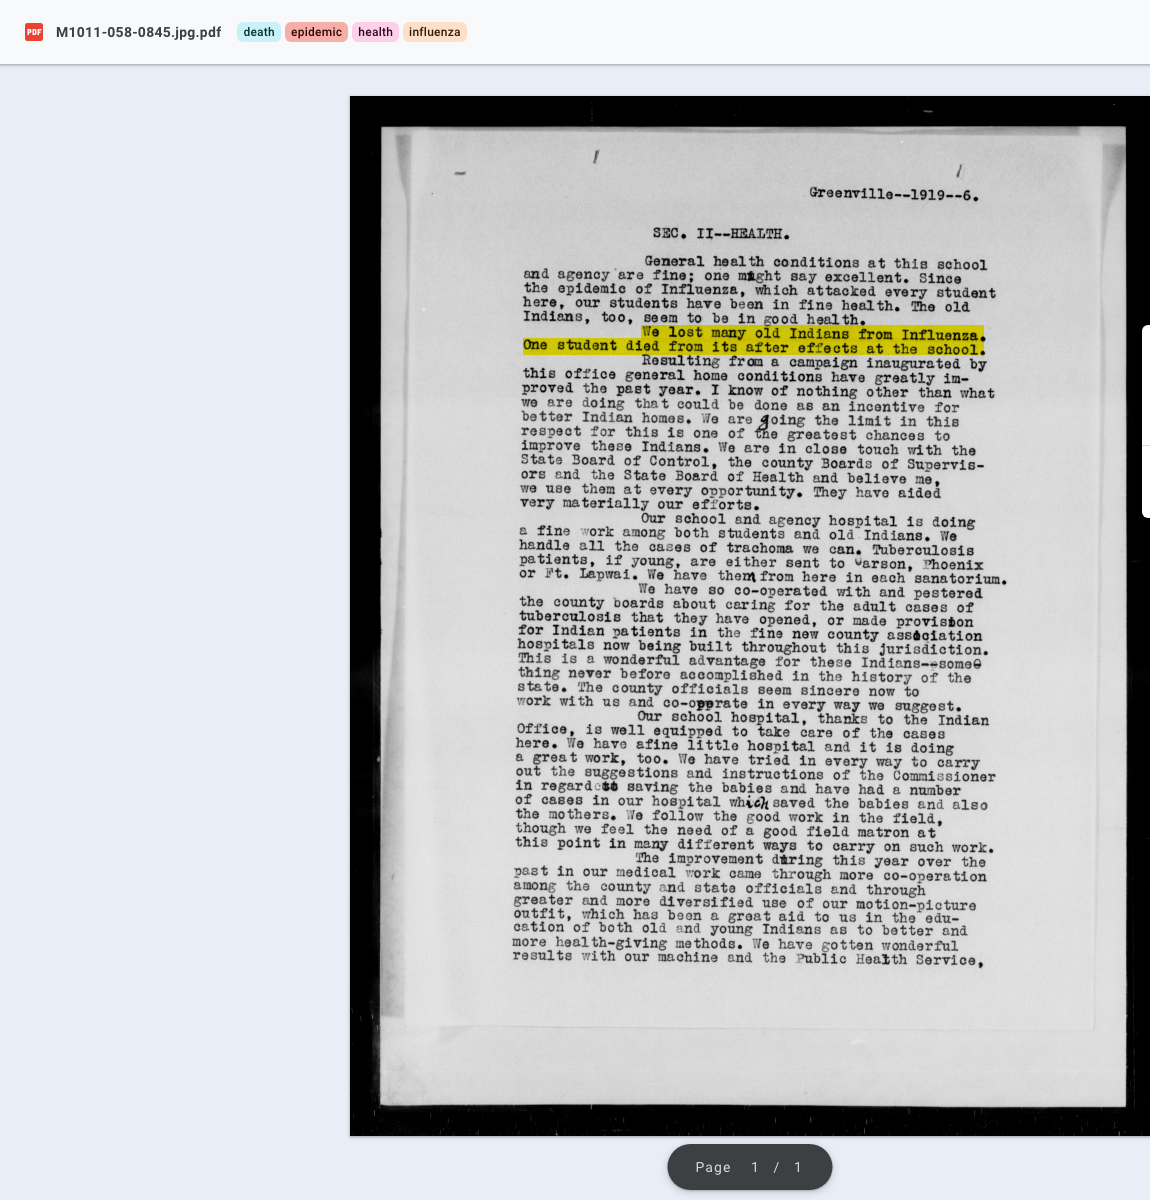 PDF M1011-058-0845.jpg.pdf death epidemic health influenza
Greenville--1919--6.
SEC. II--HEALTH.
General health conditions at this school
and agency are fine; one might say excellent. Since
the epidemic of Influenza, which attacked every student
here, our students have been in fine health. The old
Indians, too, seem to be in good health.
We lost many old Indians from Influenza.
One student died from its after effects at the school.
Resulting from a campaign inaugurated by
this office general home conditions have greatly im-
proved the past year. I know of nothing other than what
we are doing that could be done as an incentive for
better Indian homes. We are going the limit in this
respect for this is one of the greatest chances to
improve these Indians. We are in close touch with the
State Board of Control, the county Boards of Supervis-
ors and the State Board of Health and believe me,
we use them at every opportunity. They have aided
very materially our efforts.
Our school and agency hospital is doing
a fine work among both students and old Indians. We
handle all the cases of trachoma we can. Tuberculosis
patients, if young, are either sent to Carson, Phoenix
or Ft. Lapwai. We have them from here in each sanatorium.
We have so co-operated with and pestered
the county boards about caring for the adult cases of
tuberculosis that they have opened, or made provision
for Indian patients in the fine new county association
hospitals now being built throughout this jurisdiction.
This is a wonderful advantage for these Indians--some
thing never before accomplished in the history of the
state. The county officials seem sincere now to
work with us and co-operate in every way we suggest.
Our school hospital, thanks to the Indian
Office, is well equipped to take care of the cases
here. We have afine little hospital and it is doing
a great work, too. We have tried in every way to carry
out the suggestions and instructions of the Commissioner
in regard to saving the babies and have had a number
of cases in our hospital which saved the babies and also
the mothers. We follow the good work in the field,
though we feel the need of a good field matron at
this point in many different ways to carry on such work.
The improvement during this year over the
past in our medical work came through more co-operation
among the county and state officials and through
greater and more diversified use of our motion-picture
outfit, which has been a great aid to us in the edu-
cation of both old and young Indians as to better and
more health-giving methods. We have gotten wonderful
results with our machine and the Public Health Service,
Page 1 / 1